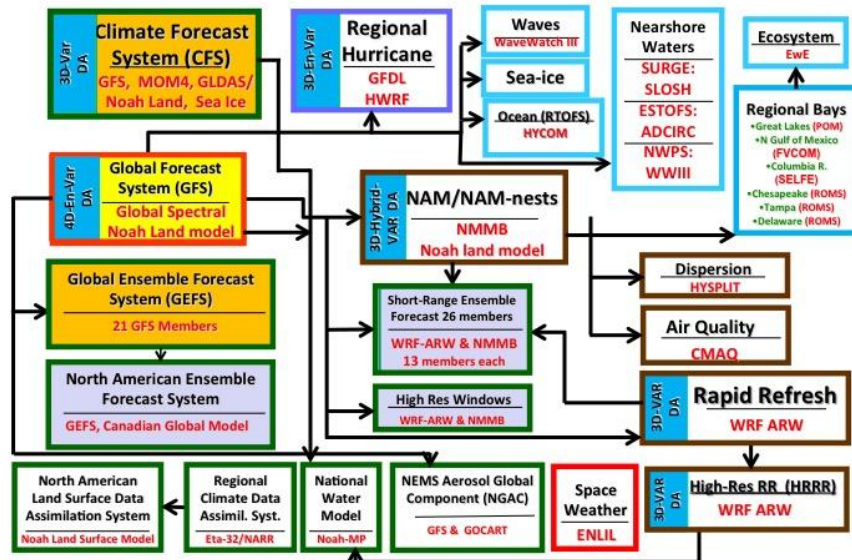 3D-Var
DA
Climate Forecast
System (CFS)
GFS, MOM4, GLDAS/
Noah Land, Sea Ice
3D-En-Var
DA
Regional
Hurricane
GFDL
HWRF
Waves
WaveWatch III
Sea-ice
Ocean (RTOFS)
HYCOM
Nearshore
Waters
SURGE:
SLOSH
ESTOFS:
ADCIRC
NWPS:
WWIII
Ecosystem
EwE
Regional Bays
•Great Lakes (POM)
•N Gulf of Mexico
(FVCOM)
•Columbia R.
(SELFE)
•Chesapeake (ROMS)
•Tampa (ROMS)
•Delaware (ROMS)
4D-En-Var
DA
Global Forecast
System (GFS)
Global Spectral
Noah Land model
3D-Hybrid-
VAR DA
NAM/NAM-nests
NMMB
Noah land model
Dispersion
HYSPLIT
Air Quality
CMAQ
Global Ensemble Forecast
System (GEFS)
21 GFS Members
Short-Range Ensemble
Forecast 26 members
WRF-ARW & NMMB
13 members each
North American Ensemble
Forecast System
GEFS, Canadian Global Model
High Res Windows
WRF-ARW & NMMB
3D-VAR
DA
Rapid Refresh
WRF ARW
North American
Land Surface Data
Assimilation System
Noah Land Surface Model
Regional
Climate Data
Assimil. Syst.
Eta-32/NARR
National
Water
Model
Noah-MP
NEMS Aerosol Global
Component (NGAC)
GFS & GOCART
Space
Weather
ENLIL
3D-VAR
DA
High-Res RR (HRRR)
WRF ARW